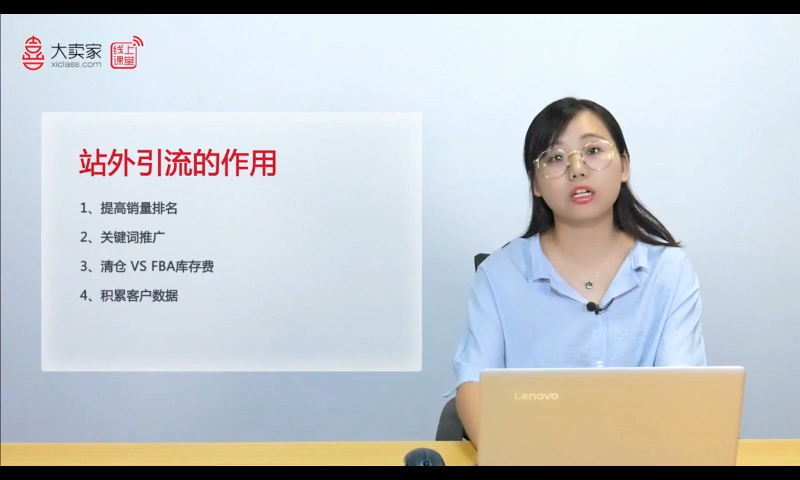 大卖家
xiclass.com
线上
课堂
站外引流的作用
1、提高销量排名
2、关键词推广
3、清仓 VS FBA库存费
4、积累客户数据
Lenovo